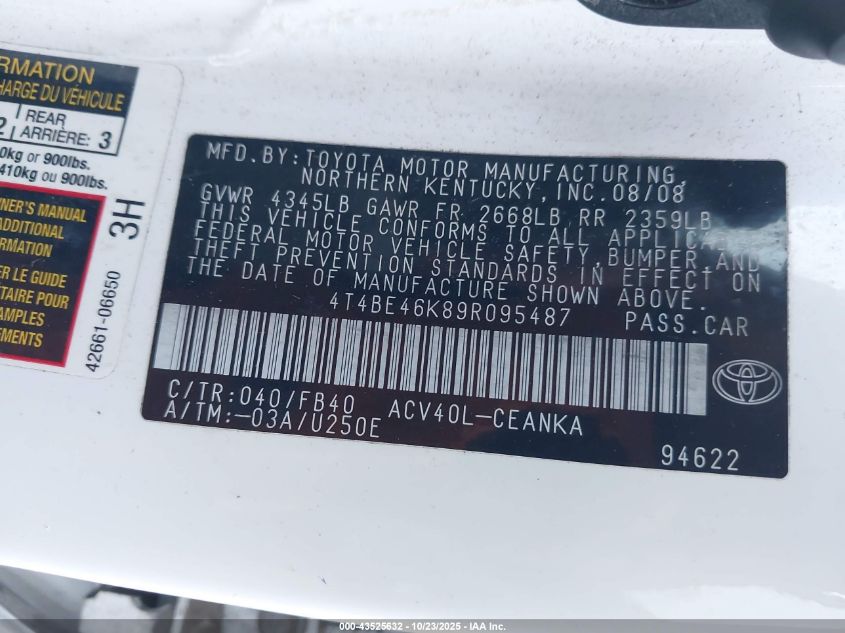 RMATION
CHARGE DU VÉHICULE
2 REAR
ARRIÈRE: 3
0kg or 900lbs.
410kg ou 900lbs.
NER'S MANUAL
ADDITIONAL
ORMATION
ER LE GUIDE
ÉTAIRE POUR
AMPLES
EMENTS.
3H
42661-06650
MFD.BY:TOYOTA MOTOR MANUFACTURING,
NORTHERN KENTUCKY,INC.08/08
GVWR 4345LB GAWR FR 2668LB RR 2359LB
THIS VEHICLE CONFORMS TO ALL
FEDERAL MOTOR VEHICLE SAFETY,BUMPER,AND
THEFT PREVENTION STANDARDS IN EFFECT ON
THE DATE OF MANUFACTURE SHOWN ABOVE.
4T4BE46K89R095487 PASS.CAR
C/TR:040/FB40 ACV40L-CEANKA
A/TM:-03A/U250E
94622
000-43525632 - 10/23/2025 - IAA Inc.